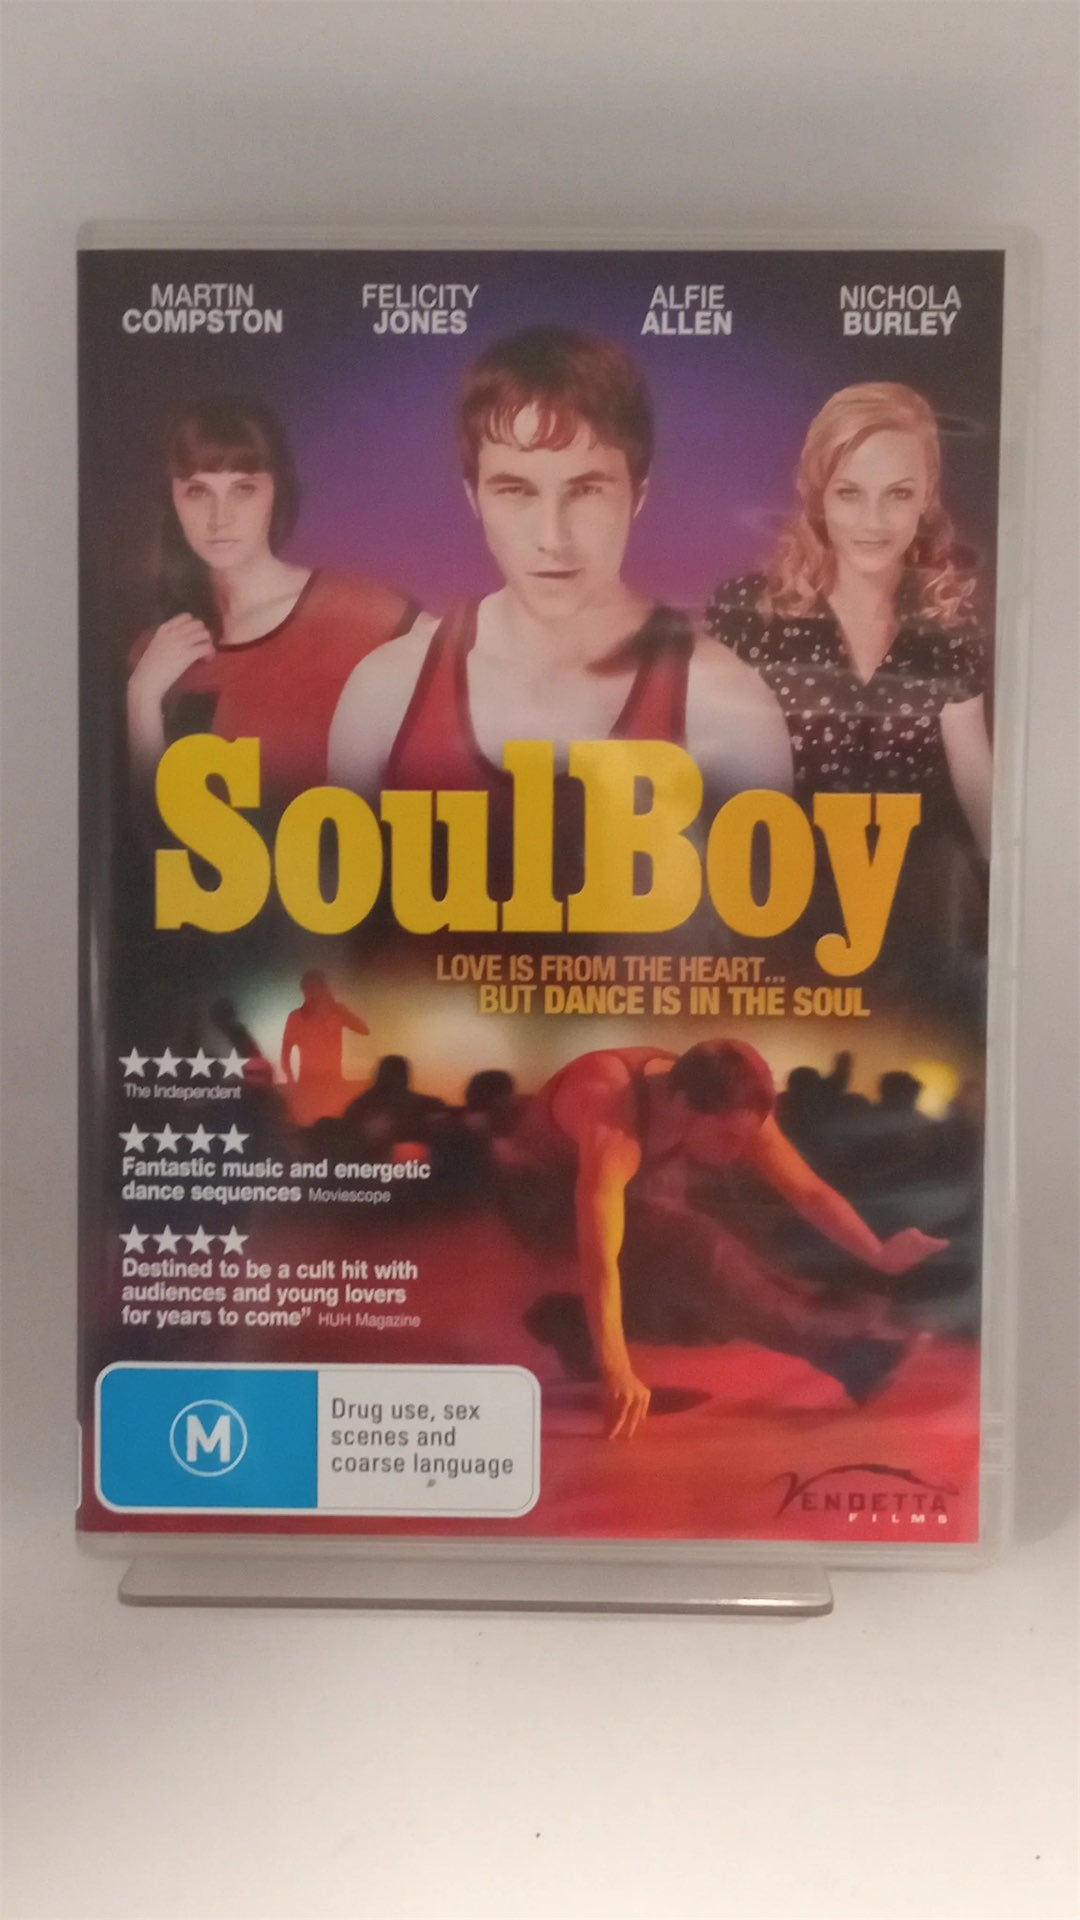 MARTIN COMPSTON
FELICITY JONES
ALFIE ALLEN
NICHOLA BURLEY
SoulBoy
LOVE IS FROM THE HEART...
BUT DANCE IS IN THE SOUL
The Independent
Fantastic music and energetic
dance sequences Moviescope
Destined to be a cult hit with
audiences and young lovers
for years to come" HUH Magazine
M
Drug use, sex
scenes and
coarse language
VENDETTA
FILMS